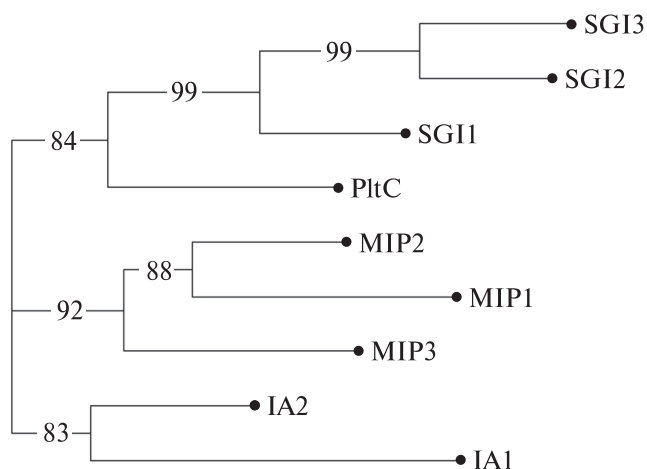 SGI3
99
SGI2
99
SGI1
84
PltC
MIP2
88
MIP1
92
MIP3
IA2
83
IA1